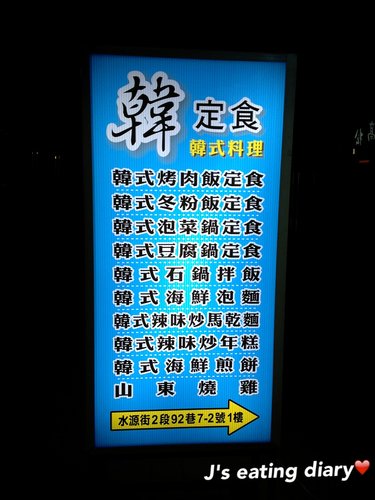 韓 定食
韓式料理
韓式烤肉飯定食
韓式冬粉飯定食
韓式泡菜鍋定食
韓式豆腐鍋定食
韓式石鍋拌飯
韓式海鮮泡麵
韓式辣味炒馬乾麵
韓式辣味炒年糕
韓式海鮮煎餅
山東燒雞
水源街2段92巷7-2號1樓
J's eating diary